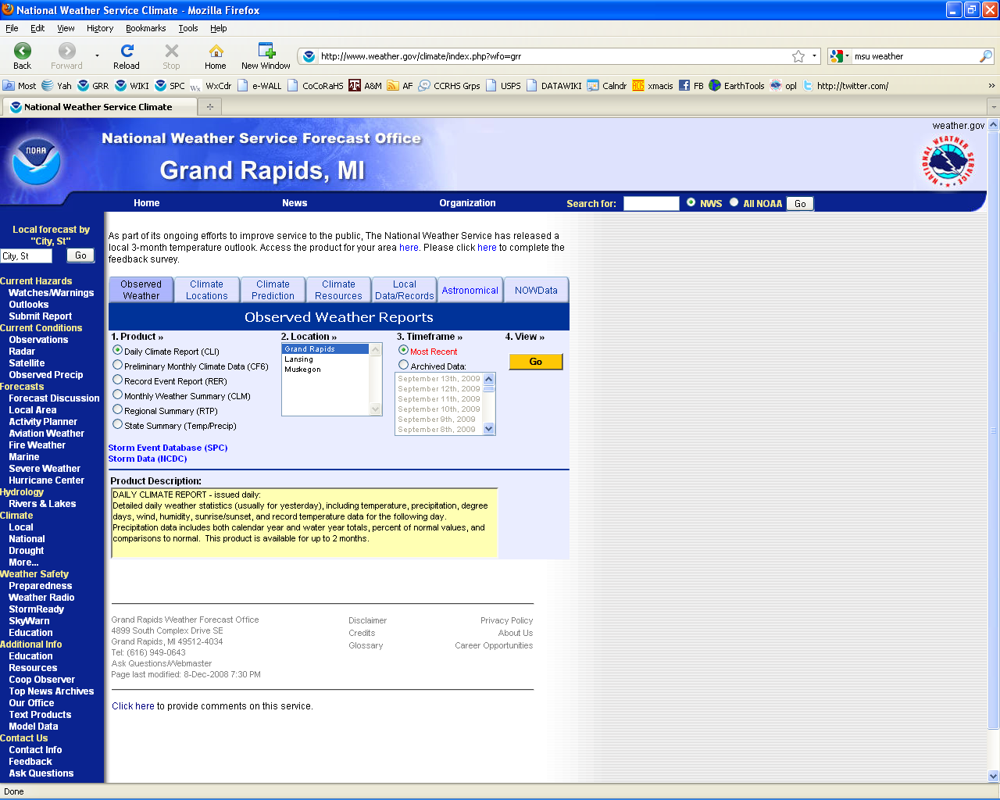 National Weather Service Climate - Mozilla Firefox
File Edit View History Bookmarks Tools Help
Back Forward Reload Stop Home New Window
http://www.weather.gov/climate/index.php?wfo=grr
msu weather
Most Yah GRR WIKI SPC WxCdr e-WALL CoCoRaHS A&M AF CCRHS Grps USPS DATAWIKI Calndr xmacis FB EarthTools opl http://twitter.com/ »
National Weather Service Climate
weather.gov
NOAA
National Weather Service Forecast Office
Grand Rapids, MI
NATIONAL WEATHER SERVICE
Home News Organization Search for: NWS All NOAA Go
Local forecast by
"City, St"
City, St Go
Current Hazards
Watches/Warnings
Outlooks
Submit Report
Current Conditions
Observations
Radar
Satellite
Observed Precip
Forecasts
Forecast Discussion
Local Area
Activity Planner
Aviation Weather
Fire Weather
Marine
Severe Weather
Hurricane Center
Hydrology
Rivers & Lakes
Climate
Local
National
Drought
More...
Weather Safety
Preparedness
Weather Radio
StormReady
SkyWarn
Education
Additional Info
Education
Resources
Coop Observer
Top News Archives
Our Office
Text Products
Model Data
Contact Us
Contact Info
Feedback
Ask Questions
As part of its ongoing efforts to improve service to the public, The National Weather Service has released a
local 3-month temperature outlook. Access the product for your area here. Please click here to complete the
feedback survey.
Observed Weather
Climate Locations
Climate Prediction
Climate Resources
Local Data/Records
Astronomical
NOWData
Observed Weather Reports
1. Product »
Daily Climate Report (CLI)
Preliminary Monthly Climate Data (CF6)
Record Event Report (RER)
Monthly Weather Summary (CLM)
Regional Summary (RTP)
State Summary (Temp/Precip)
2. Location »
Grand Rapids
Lansing
Muskegon
3. Timeframe »
Most Recent
Archived Data:
September 13th, 2009
September 12th, 2009
September 11th, 2009
September 10th, 2009
September 9th, 2009
September 8th, 2009
4. View »
Go
Storm Event Database (SPC)
Storm Data (NCDC)
Product Description:
DAILY CLIMATE REPORT - issued daily:
Detailed daily weather statistics (usually for yesterday), including temperature, precipitation, degree
days, wind, humidity, sunrise/sunset, and record temperature data for the following day.
Precipitation data includes both calendar year and water year totals, percent of normal values, and
comparisons to normal. This product is available for up to 2 months.
Grand Rapids Weather Forecast Office
4899 South Complex Drive SE
Grand Rapids, MI 49512-4034
Tel: (616) 949-0643
Ask Questions/Webmaster
Page last modified: 8-Dec-2008 7:30 PM
Disclaimer
Credits
Glossary
Privacy Policy
About Us
Career Opportunities
Click here to provide comments on this service.
Done